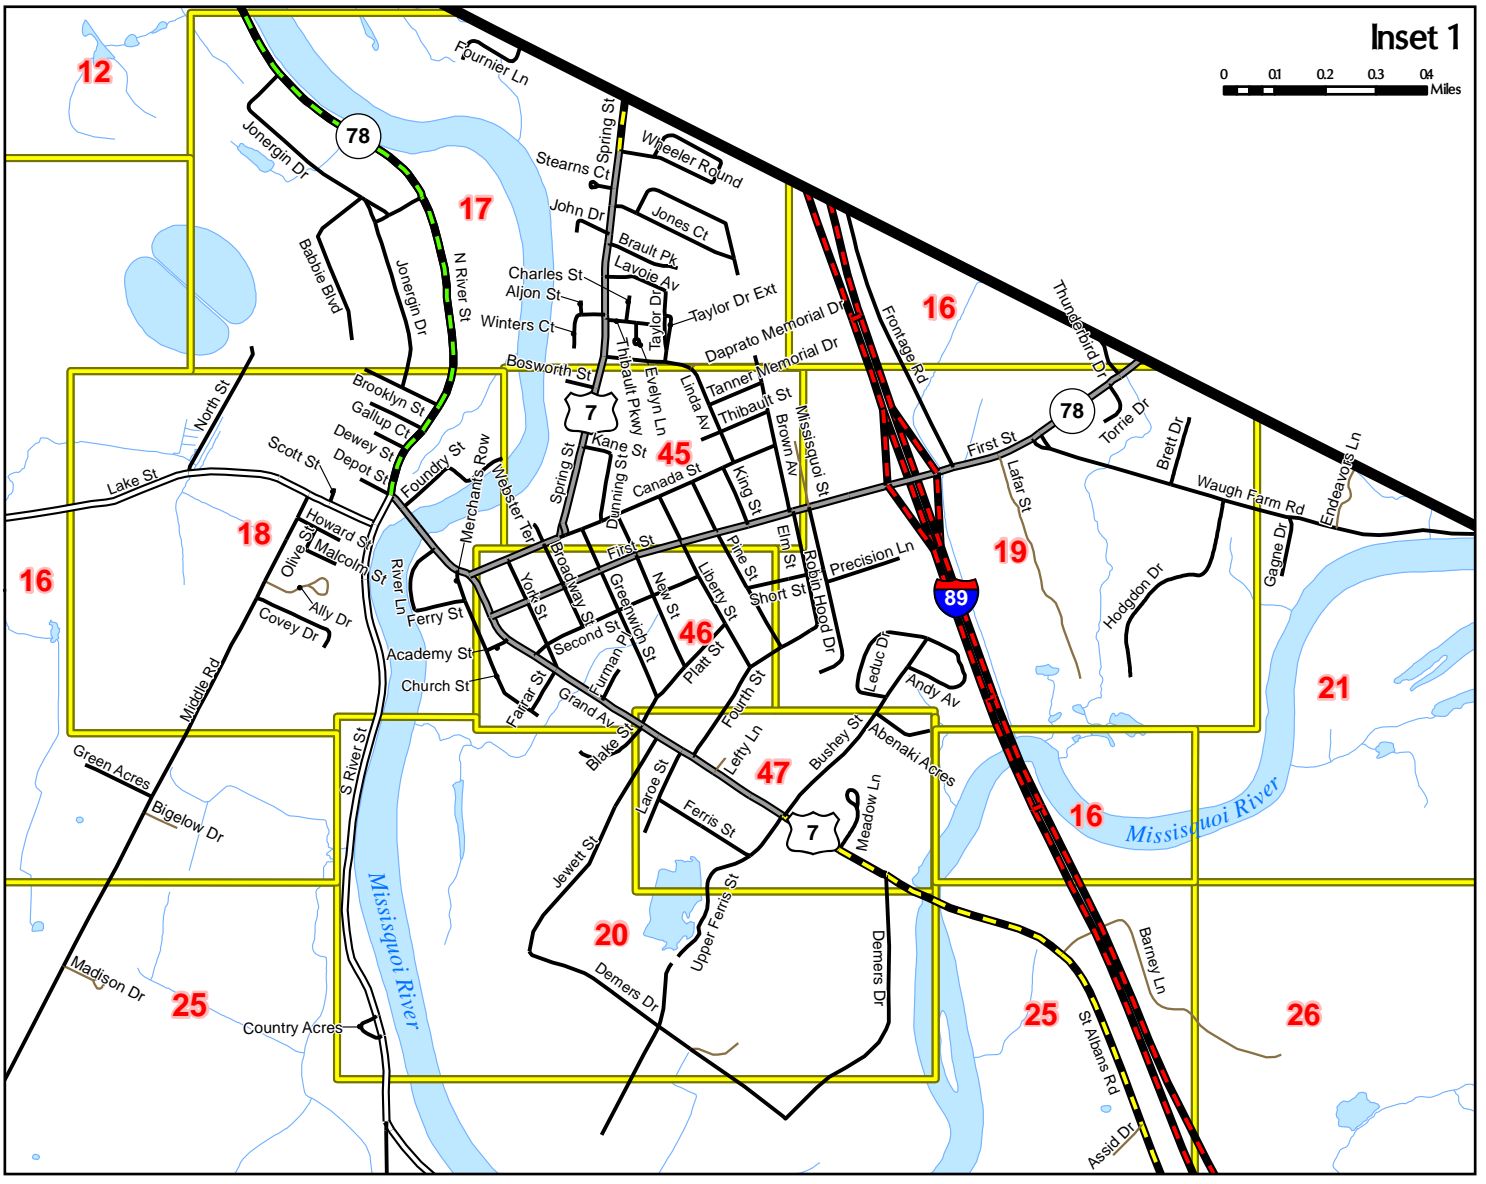 Inset 1
0 0.1 0.2 0.3 0.4
Miles
12
Fournier Ln
78
Jonergin Dr
17
Spring St
Wheeler Round
Stearns Ct
John Dr
Jones Ct
Brault Pk
Lavoie Av
Babbie Blvd
Jonergin Dr
N River St
Charles St
Aljon St
Winters Ct
Taylor Dr
Taylor Dr Ext
Daprato Memorial Dr
Tanner Memorial Dr
16
Frontage Rd
Thunderbird Dr
Bosworth St
Thibault Pkwy
Evelyn Ln
Linda Av
Thibault St
7
Kane St
45
Brown Av
Missisquoi St
North St
Brooklyn St
Gallup Ct
Dewey St
Depot St
Scott St
Lake St
Foundry St
Merchants Row
Webster Ter
Spring St
Dunning St
Canada St
King St
First St
78
Torrie Dr
Brett Dr
Waugh Farm Rd
Endeavors Ln
Lafar St
18
Howard St
Olive St
Malcolm St
Ally Dr
Covey Dr
River Ln
Ferry St
Broadway St
First St
York St
Greenwich St
New St
Liberty St
Pine St
Elm St
Robin Hood Dr
Precision Ln
Short St
89
19
Gagne Dr
Hodgdon Dr
16
Academy St
Church St
Second St
46
Platt St
Furman Pl
Farrar St
Grand Av
Blake St
Fourth St
Leduc Dr
Andy Av
Abenaki Acres
Bushey St
21
Middle Rd
Green Acres
Bigelow Dr
S River St
Lefty Ln
47
Laroe St
Ferris St
7
Meadow Ln
16
Missisquoi River
Jewett St
Upper Ferris St
Missisquoi River
20
Demers Dr
Demers Dr
Madison Dr
25
Country Acres
Barney Ln
25
26
St Albans Rd
Assid Dr